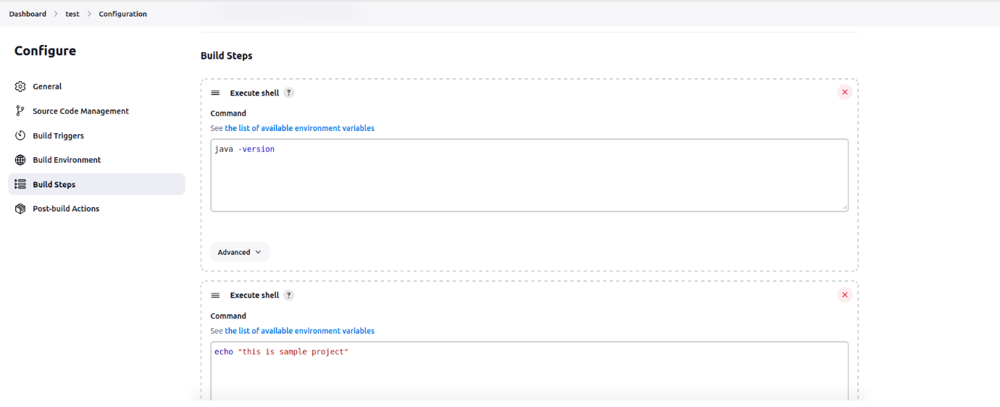 Dashboard > test > Configuration
Configure
General
Source Code Management
Build Triggers
Build Environment
Build Steps
Post-build Actions
Build Steps
Execute shell ?
Command
See the list of available environment variables
java -version
Advanced
Execute shell ?
Command
See the list of available environment variables
echo "this is sample project"